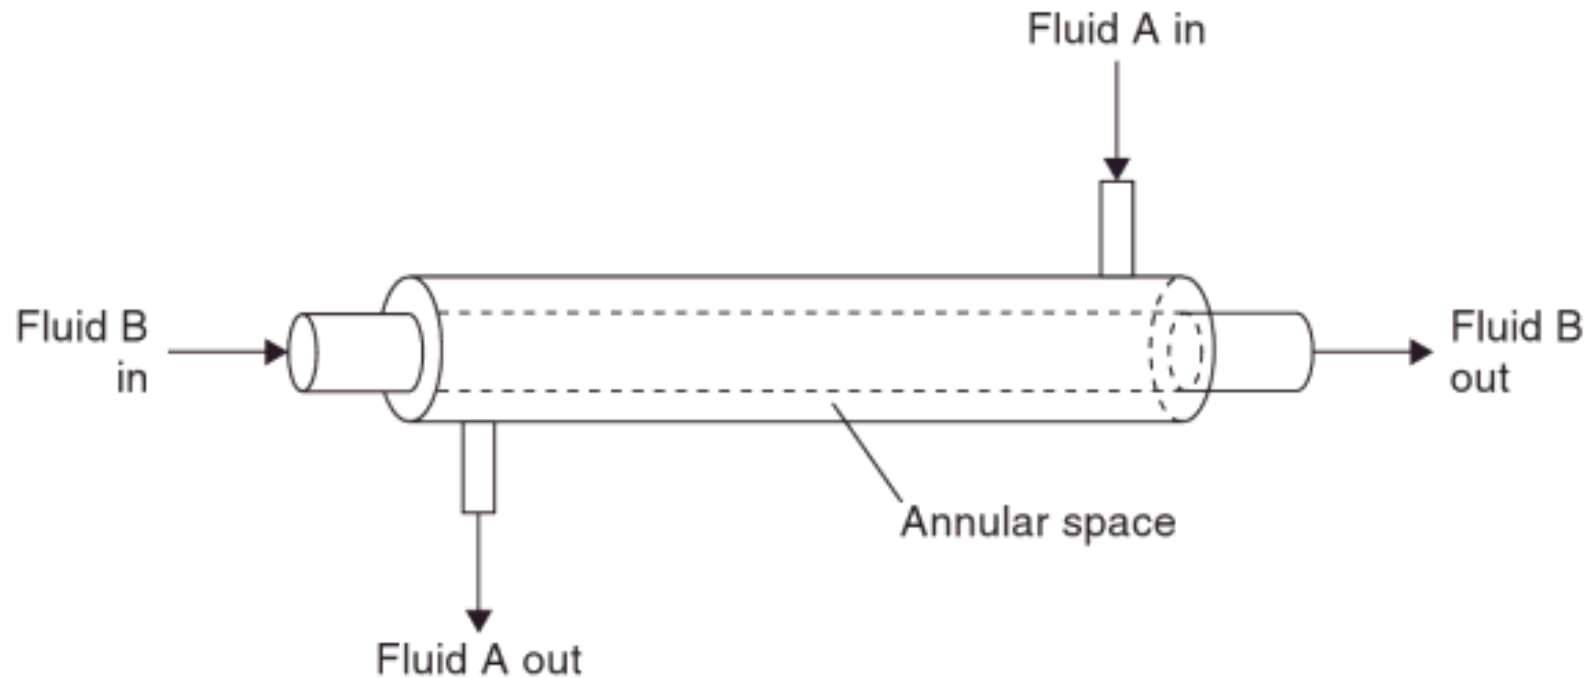 Fluid A in
Fluid B
in
Fluid B
out
Annular space
Fluid A out